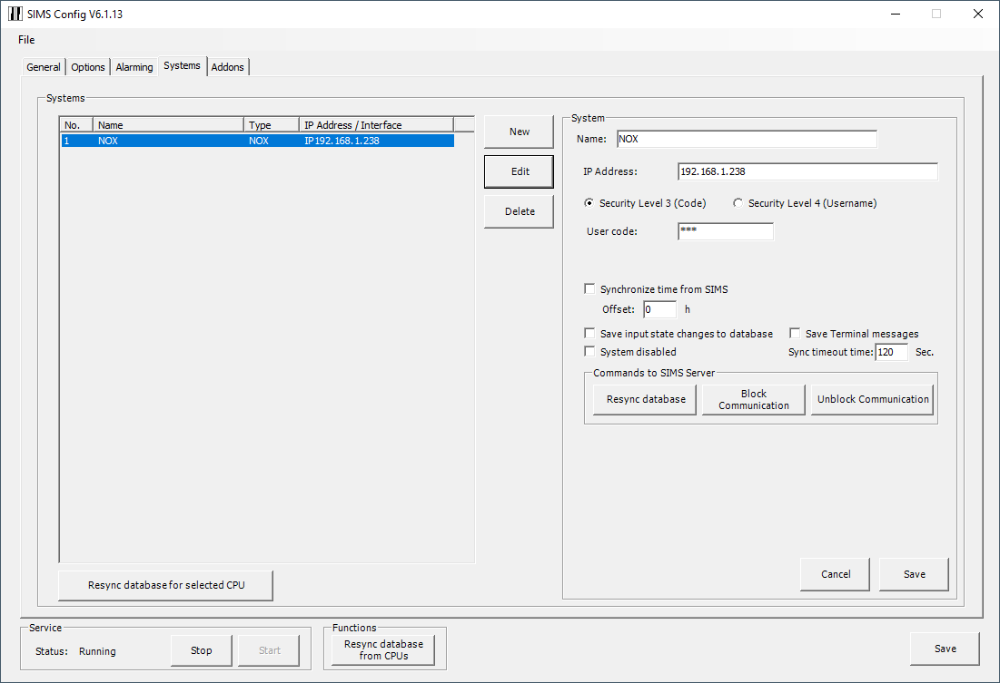 SIMS Config V6.1.13
File
General Options Alarming Systems Addons
Systems
No. Name Type IP Address / Interface
1 NOX NOX IP192.168.1.238
New
Edit
Delete
System
Name: NOX
IP Address: 192.168.1.238
Security Level 3 (Code) Security Level 4 (Username)
User code: ***
Synchronize time from SIMS
Offset: 0 h
Save input state changes to database Save Terminal messages
System disabled Sync timeout time: 120 Sec.
Commands to SIMS Server
Resync database
Block
Communication
Unblock Communication
Cancel Save
Resync database for selected CPU
Service
Status: Running Stop Start
Functions
Resync database
from CPUs
Save